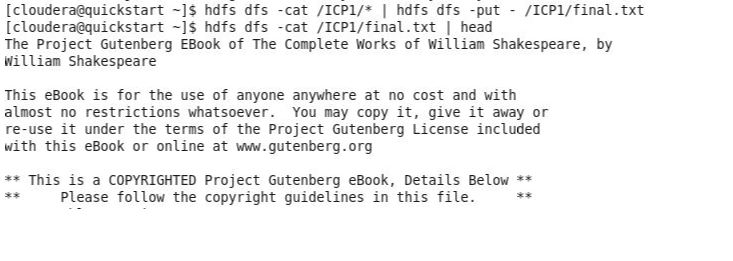 [cloudera@quickstart ~]$ hdfs dfs -cat /ICP1/* | hdfs dfs -put - /ICP1/final.txt
[cloudera@quickstart ~]$ hdfs dfs -cat /ICP1/final.txt | head
The Project Gutenberg EBook of The Complete Works of William Shakespeare, by
William Shakespeare

This eBook is for the use of anyone anywhere at no cost and with
almost no restrictions whatsoever.  You may copy it, give it away or
re-use it under the terms of the Project Gutenberg License included
with this eBook or online at www.gutenberg.org

** This is a COPYRIGHTED Project Gutenberg eBook, Details Below **
**     Please follow the copyright guidelines in this file.     **